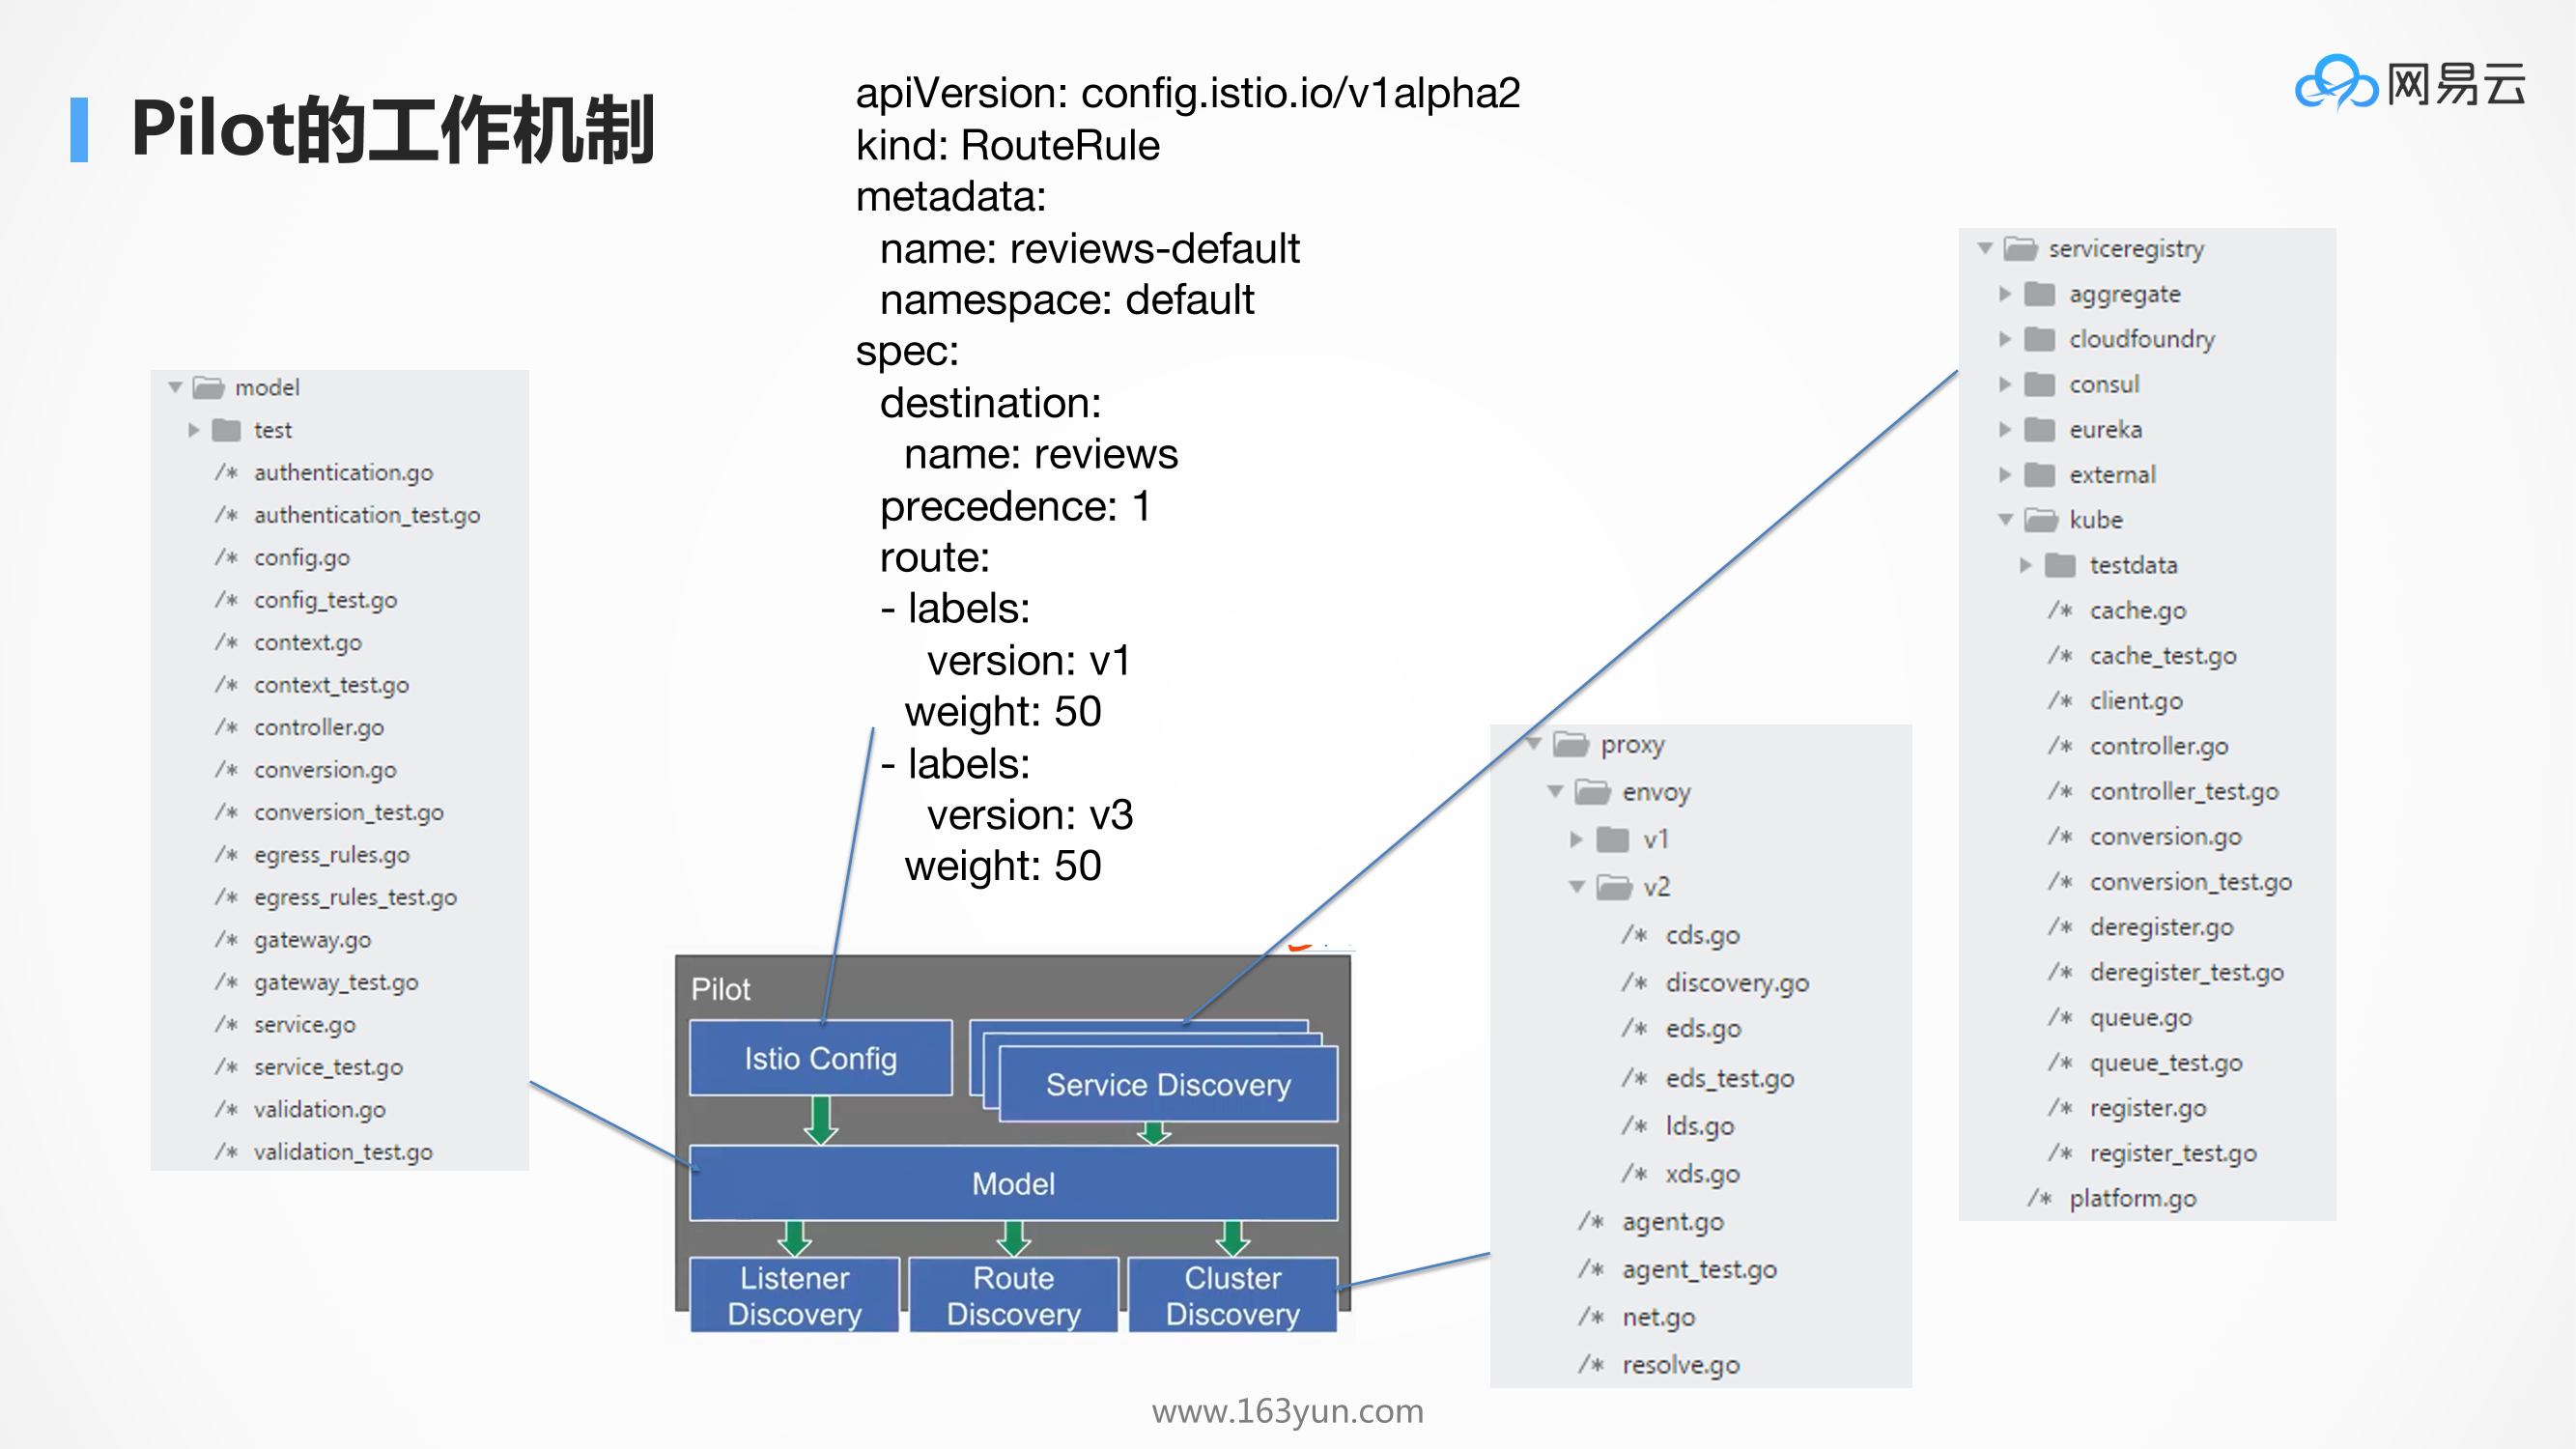 Pilot的工作机制
网易云
apiVersion: config.istio.io/v1alpha2
kind: RouteRule
metadata:
  name: reviews-default
  namespace: default
spec:
  destination:
    name: reviews
  precedence: 1
  route:
  - labels:
      version: v1
    weight: 50
  - labels:
      version: v3
    weight: 50
model
test
/* authentication.go
/* authentication_test.go
/* config.go
/* config_test.go
/* context.go
/* context_test.go
/* controller.go
/* conversion.go
/* conversion_test.go
/* egress_rules.go
/* egress_rules_test.go
/* gateway.go
/* gateway_test.go
/* service.go
/* service_test.go
/* validation.go
/* validation_test.go
Pilot
Istio Config
Service Discovery
Model
Listener
Discovery
Route
Discovery
Cluster
Discovery
proxy
envoy
v1
v2
/* cds.go
/* discovery.go
/* eds.go
/* eds_test.go
/* lds.go
/* xds.go
/* agent.go
/* agent_test.go
/* net.go
/* resolve.go
serviceregistry
aggregate
cloudfoundry
consul
eureka
external
kube
testdata
/* cache.go
/* cache_test.go
/* client.go
/* controller.go
/* controller_test.go
/* conversion.go
/* conversion_test.go
/* deregister.go
/* deregister_test.go
/* queue.go
/* queue_test.go
/* register.go
/* register_test.go
/* platform.go
www.163yun.com